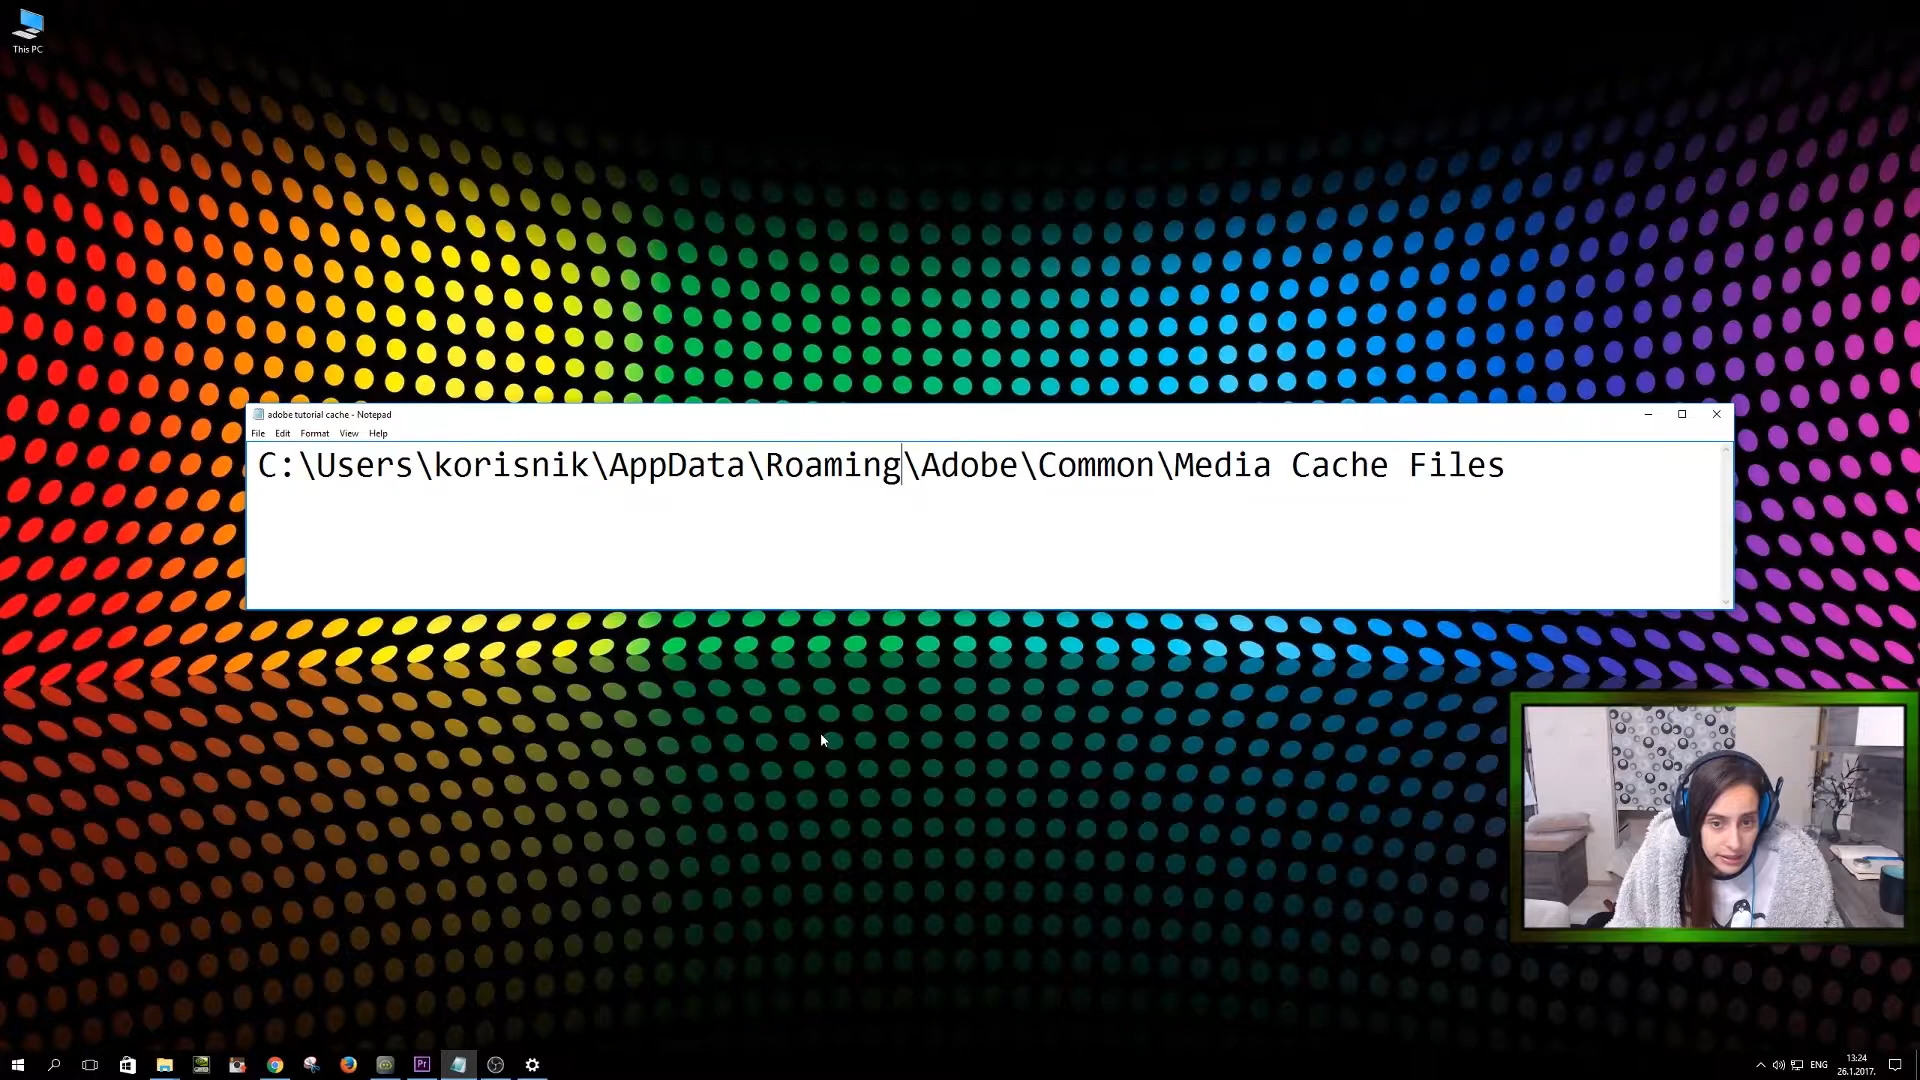 This PC
adobe tutorial cache - Notepad
File Edit Format View Help
C:\Users\korisnik\AppData\Roaming\Adobe\Common\Media Cache Files
Pr
ENG
13:24
26.1.2017.